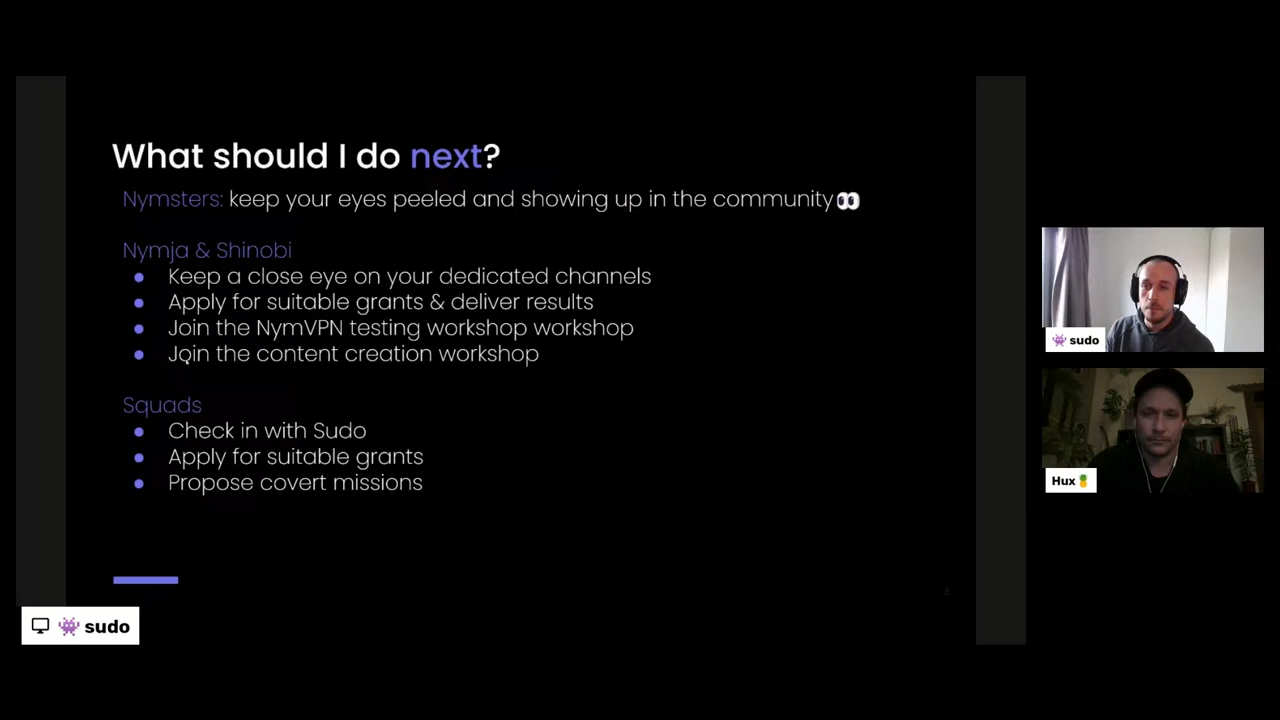 What should I do next?
Nymsters: keep your eyes peeled and showing up in the community👀
Nymja & Shinobi
● Keep a close eye on your dedicated channels
● Apply for suitable grants & deliver results
● Join the NymVPN testing workshop workshop
● Join the content creation workshop
Squads
● Check in with Sudo
● Apply for suitable grants
● Propose covert missions
👾 sudo
👾 sudo
Hux🍍